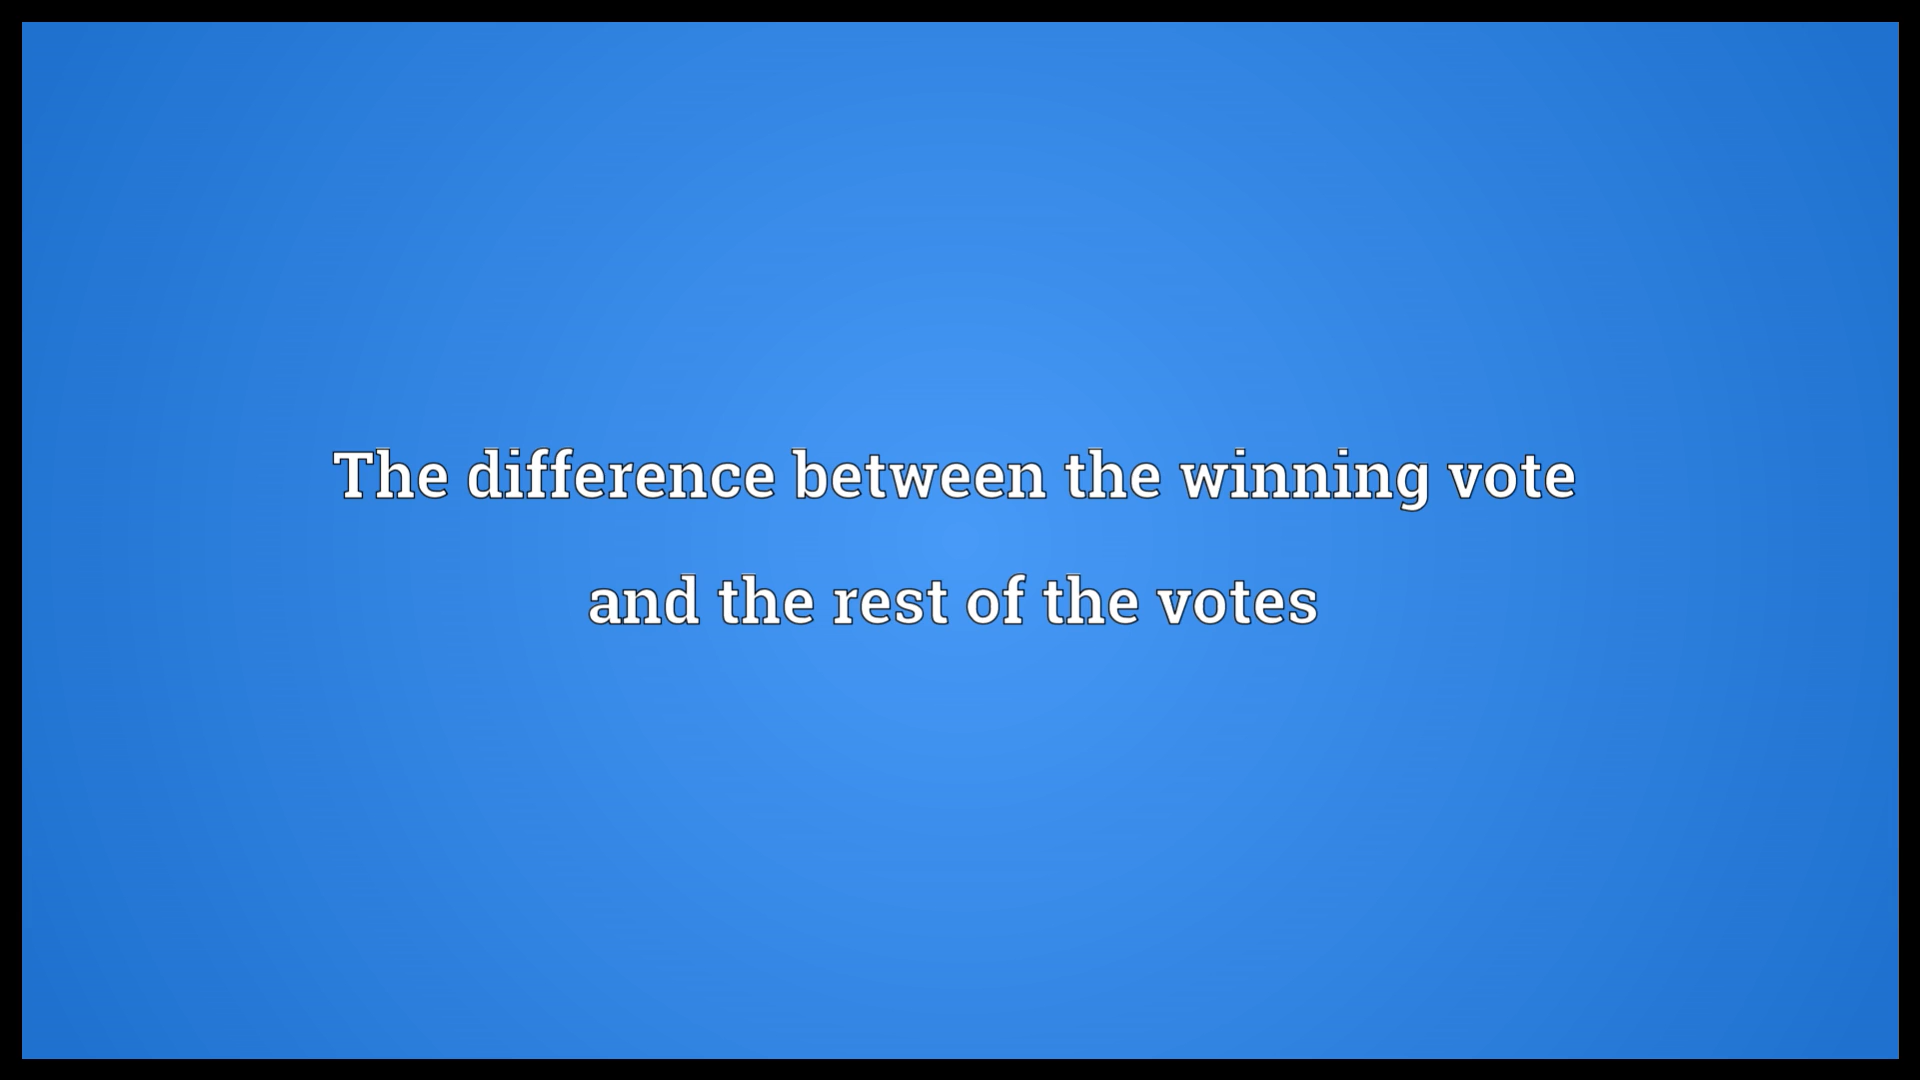 The difference between the winning vote
and the rest of the votes